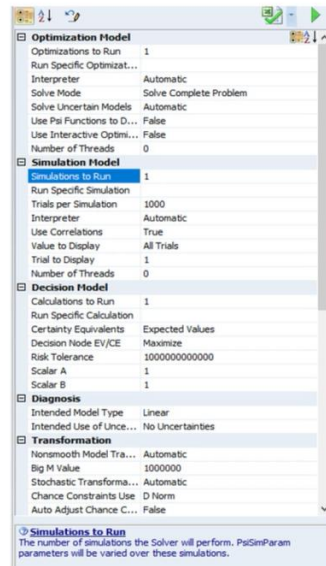 Optimization Model
Optimizations to Run 1
Run Specific Optimizat...
Interpreter Automatic
Solve Mode Solve Complete Problem
Solve Uncertain Models Automatic
Use Psi Functions to D... False
Use Interactive Optimi... False
Number of Threads 0
Simulation Model
Simulations to Run 1
Run Specific Simulation
Trials per Simulation 1000
Interpreter Automatic
Use Correlations True
Value to Display All Trials
Trial to Display 1
Number of Threads 0
Decision Model
Calculations to Run 1
Run Specific Calculation
Certainty Equivalents Expected Values
Decision Node EV/CE Maximize
Risk Tolerance 1000000000000
Scalar A 1
Scalar B 1
Diagnosis
Intended Model Type Linear
Intended Use of Unce... No Uncertainties
Transformation
Nonsmooth Model Tra... Automatic
Big M Value 1000000
Stochastic Transforma... Automatic
Chance Constraints Use D Norm
Auto Adjust Chance C... False
Simulations to Run
The number of simulations the Solver will perform. PsiSimParam
parameters will be varied over these simulations.